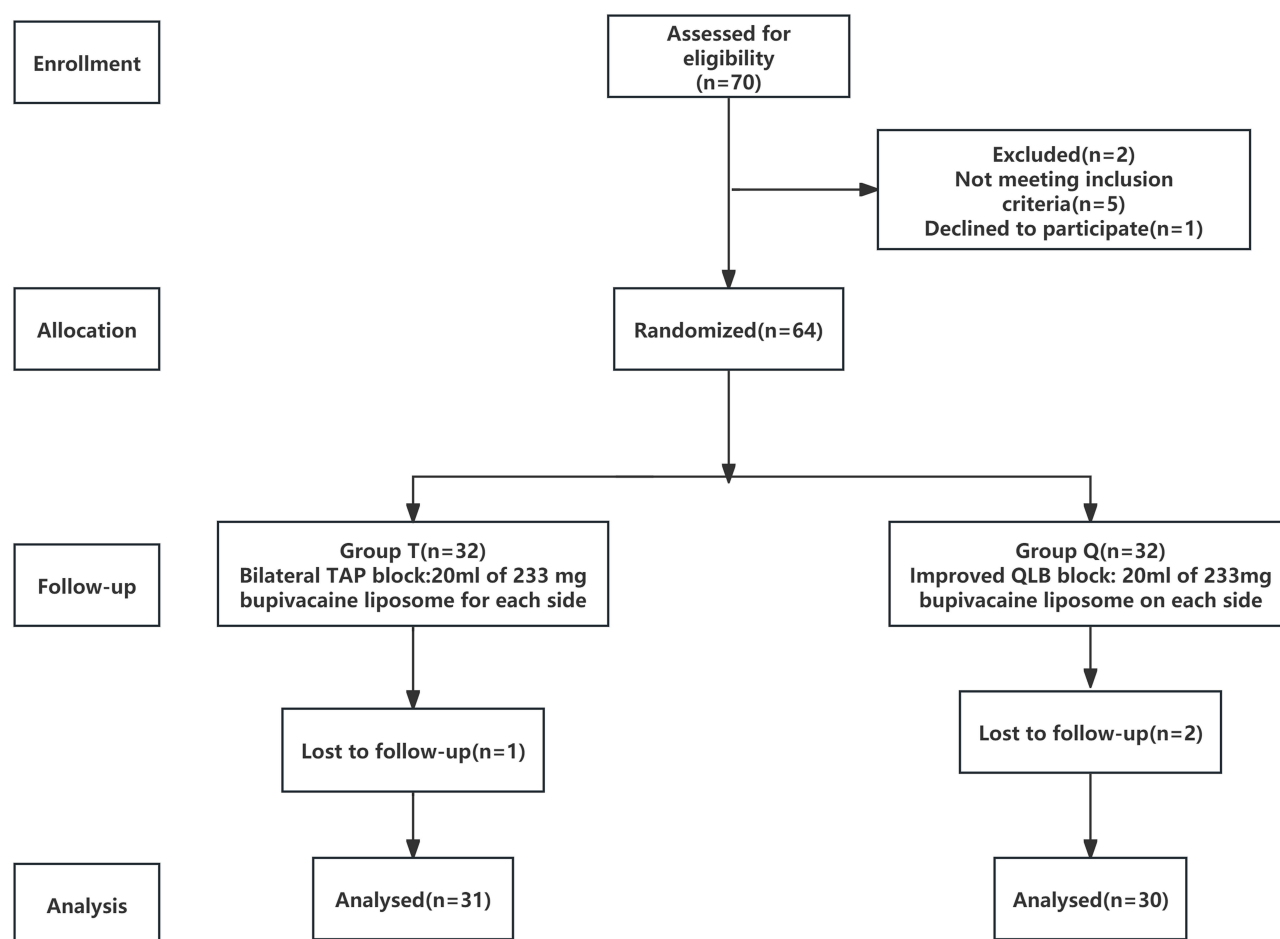 Enrollment
Assessed for
eligibility
(n=70)
Excluded(n=2)
Not meeting inclusion
criteria(n=5)
Declined to participate(n=1)
Allocation
Randomized(n=64)
Follow-up
Group T(n=32)
Bilateral TAP block:20ml of 233 mg
bupivacaine liposome for each side
Group Q(n=32)
Improved QLB block: 20ml of 233mg
bupivacaine liposome on each side
Lost to follow-up(n=1)
Lost to follow-up(n=2)
Analysis
Analysed(n=31)
Analysed(n=30)